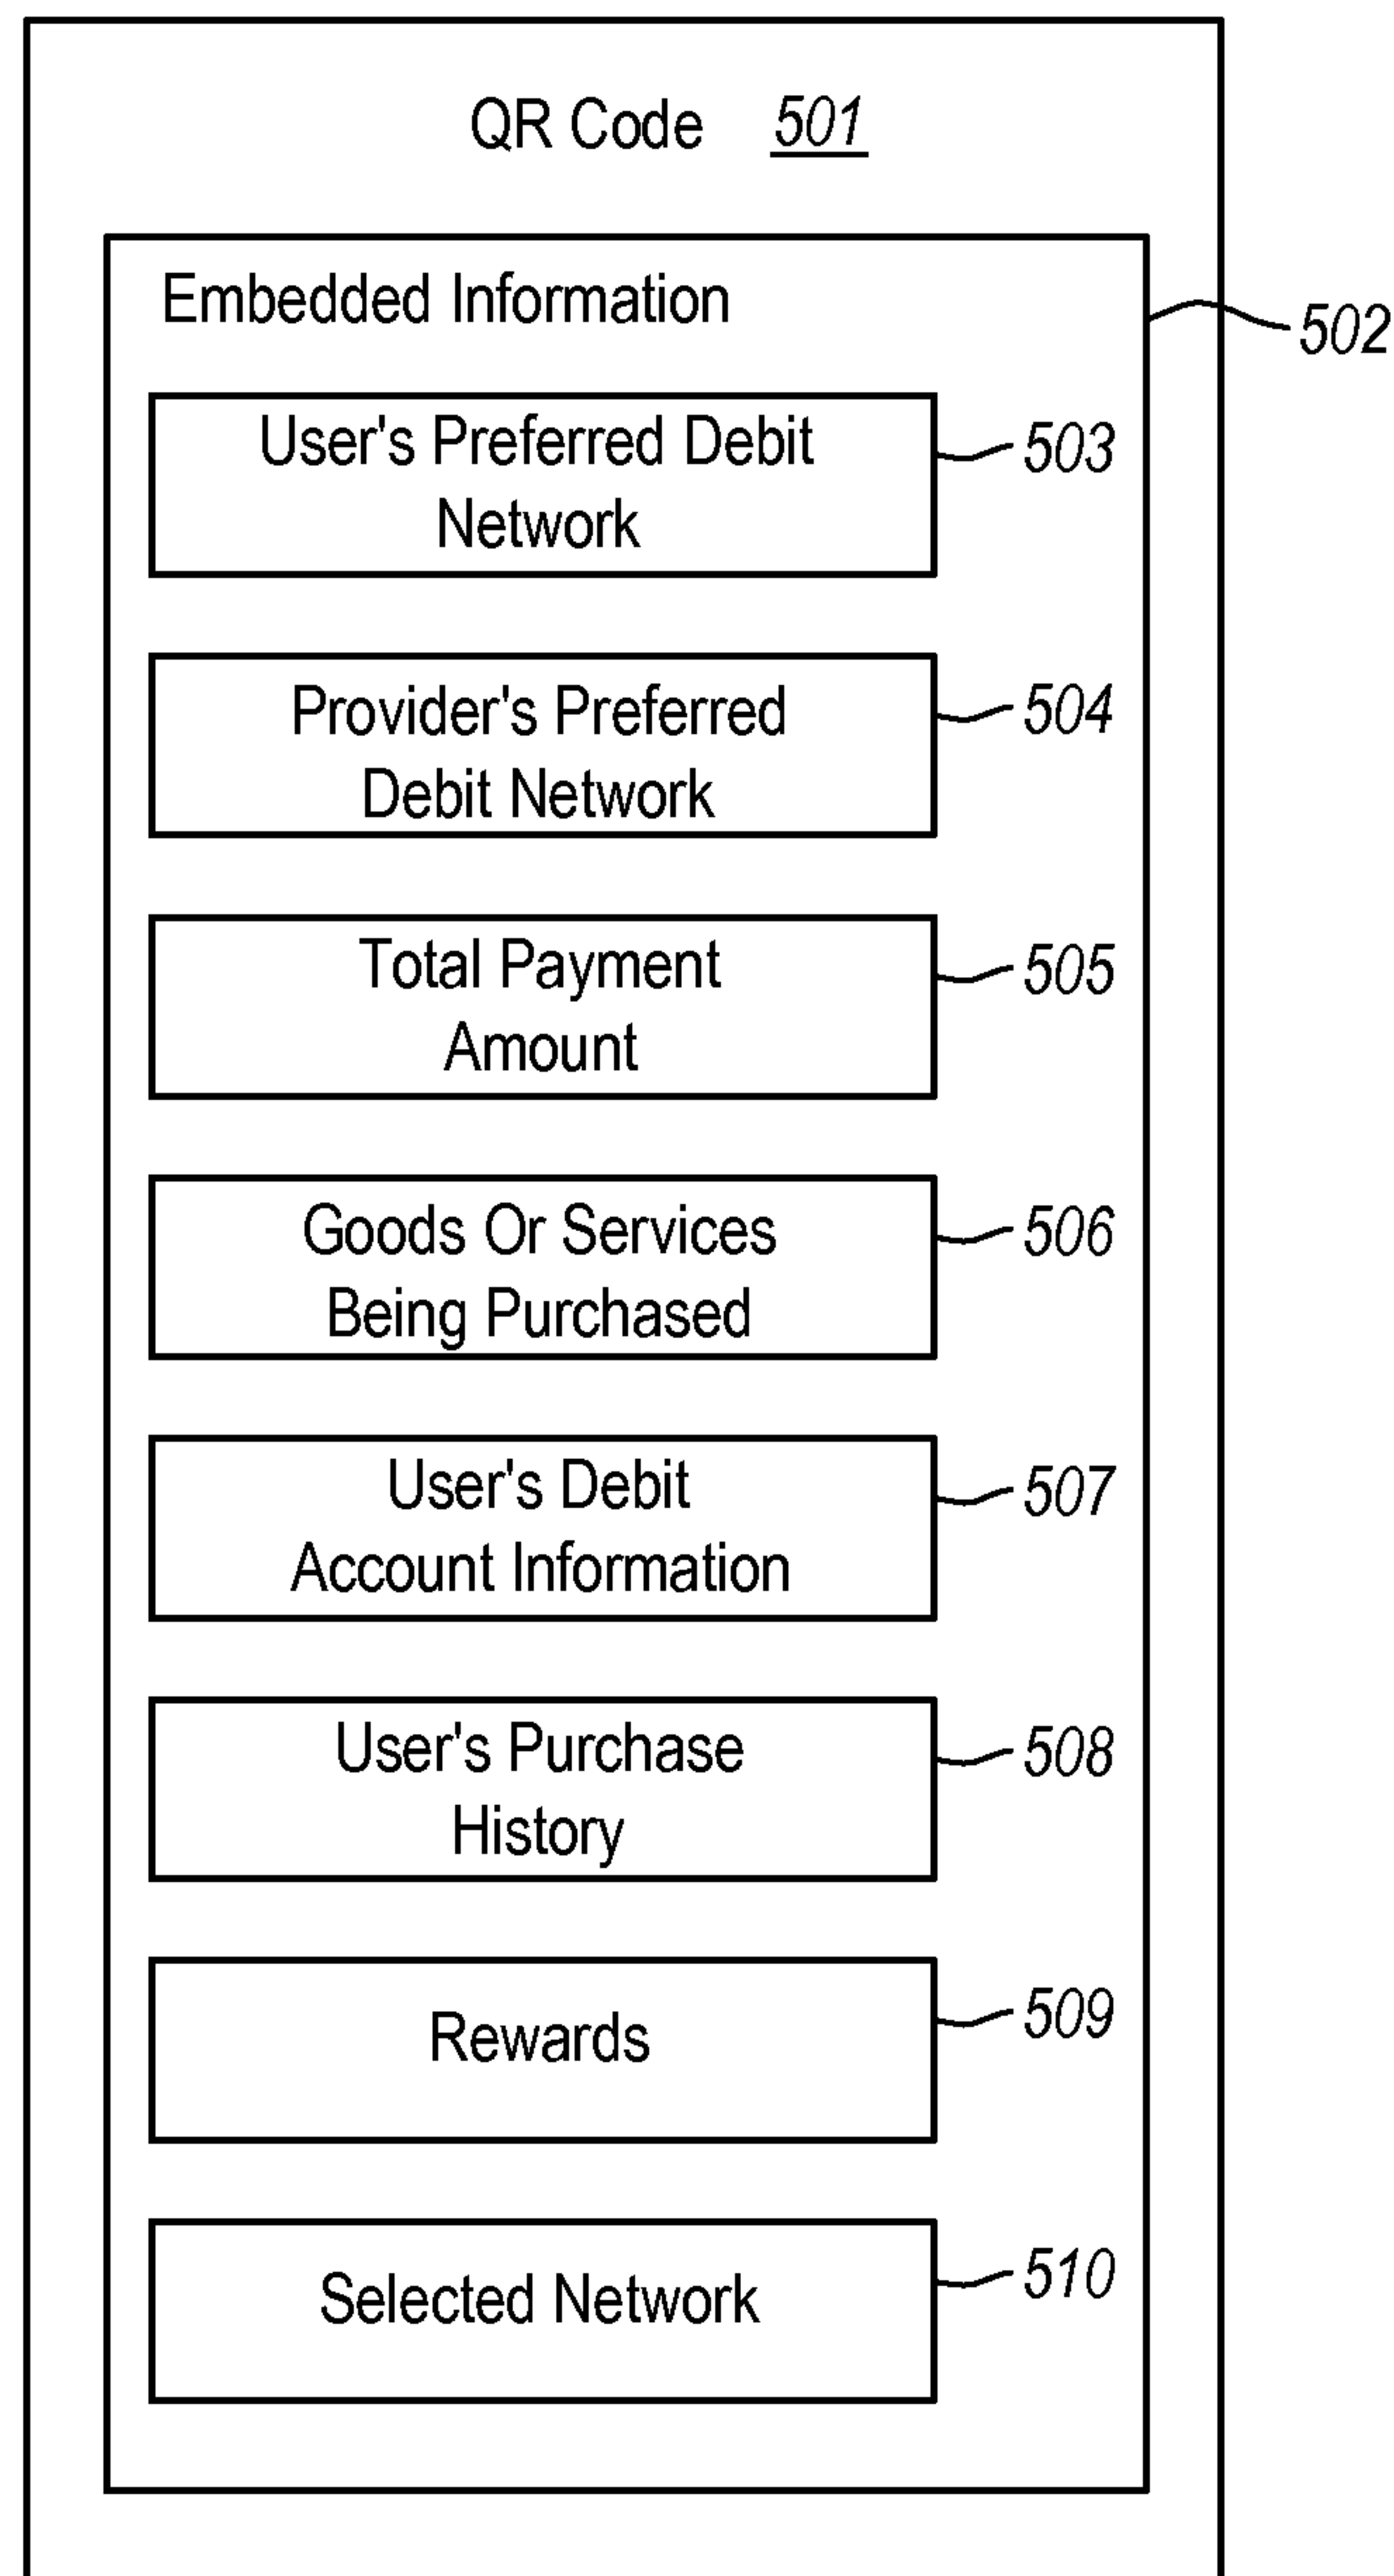 QR Code 501
Embedded Information
502
User's Preferred Debit
Network
503
Provider's Preferred
Debit Network
504
Total Payment
Amount
505
Goods Or Services
Being Purchased
506
User's Debit
Account Information
507
User's Purchase
History
508
Rewards
509
Selected Network
510